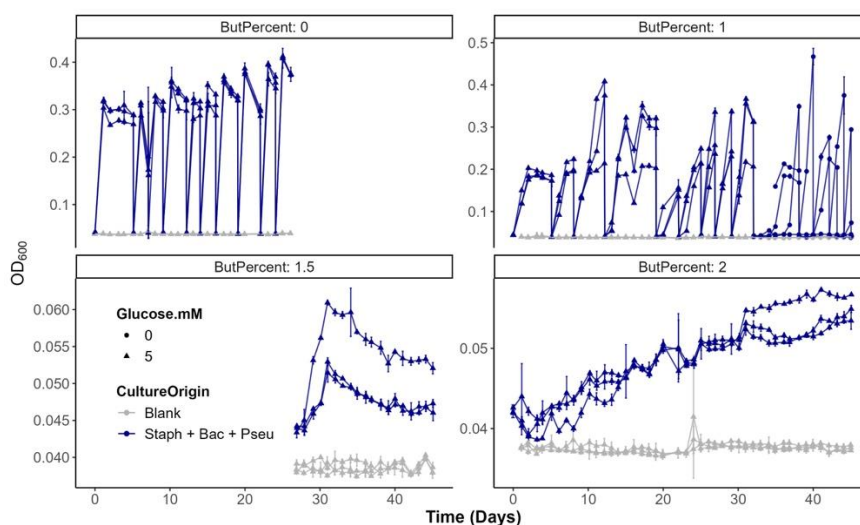 ButPercent: 0
ButPercent: 1
0.4
0.3
0.2
0.1
0.5
0.4
0.3
0.2
0.1
OD600
ButPercent: 1.5
ButPercent: 2
0.060
0.055
0.050
0.045
0.040
Glucose.mM
0
5
CultureOrigin
Blank
Staph + Bac + Pseu
0.05
0.04
0 10 20 30 40
0 10 20 30 40
Time (Days)